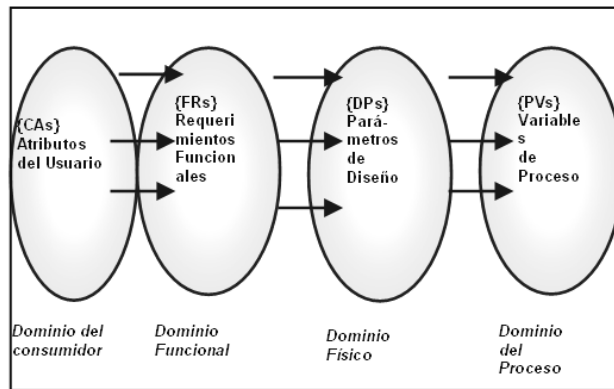 {CAs}
Atributos
del Usuario
{FRs}
Requeri
mientos
Funcion
ales
{DPs}
Pará-
metros
de
Diseño
{PVs}
Variable
s
de
Proceso
Dominio del
consumidor
Dominio
Funcional
Dominio
Físico
Dominio
del
Proceso